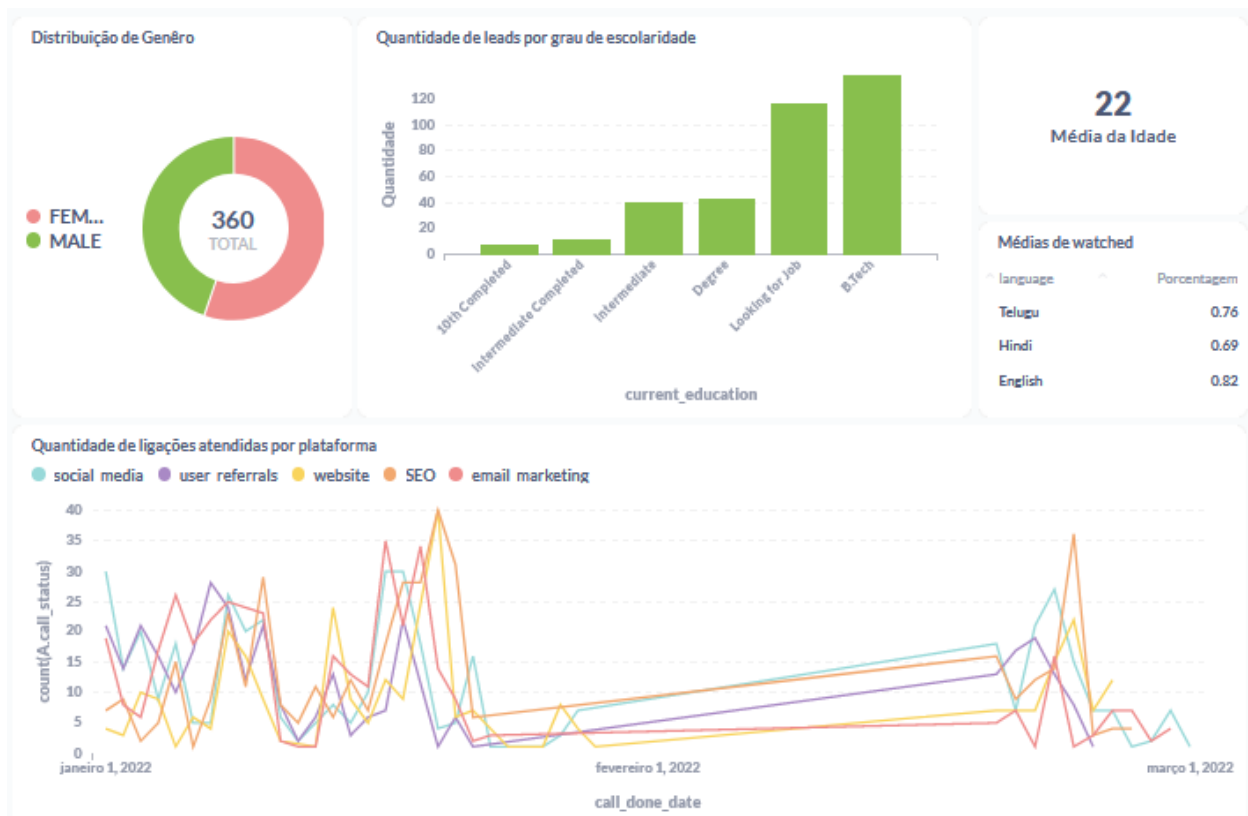 Distribuição de Genêro
FEM...
MALE
360
TOTAL
Quantidade de leads por grau de escolaridade
Quantidade
120
100
80
60
40
20
0
10th Completed
Intermediate Completed
Intermediate
Degree
Looking for Job
B.Tech
current_education
22
Média da Idade
Médias de watched
language Porcentagem
Telugu 0.76
Hindi 0.69
English 0.82
Quantidade de ligações atendidas por plataforma
social media user referrals website SEO email marketing
count(A.call_status)
40
35
30
25
20
15
10
5
0
janeiro 1, 2022 fevereiro 1, 2022 março 1, 2022
call_done_date